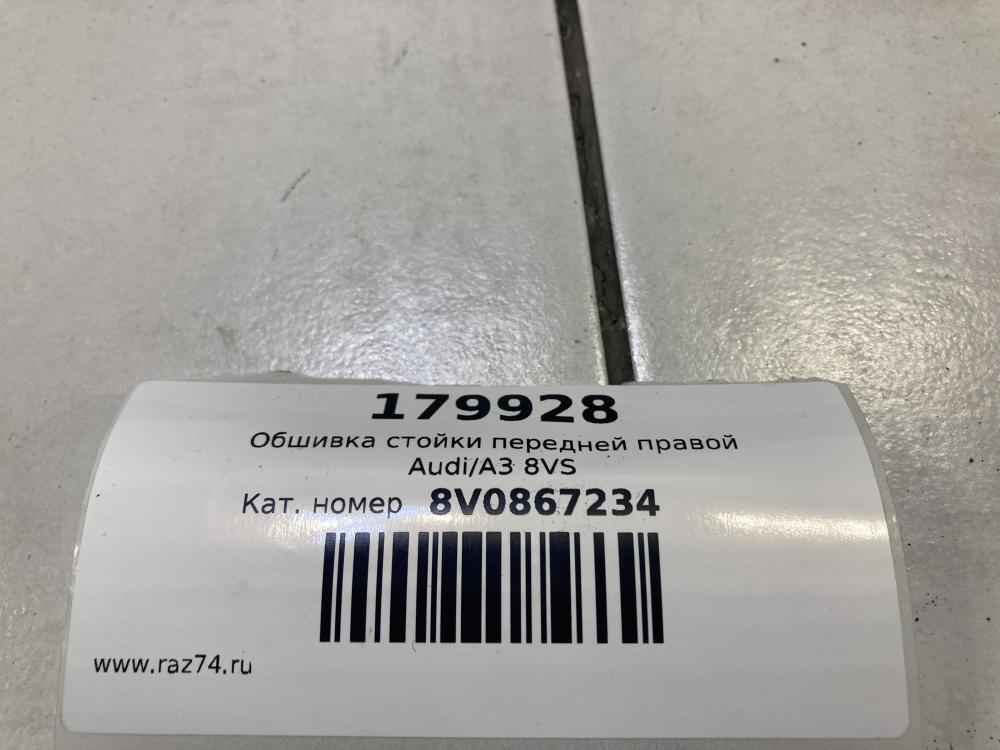 179928
Обшивка стойки передней правой
Audi/A3 8VS
Кат. номер 8V0867234
www.raz74.ru